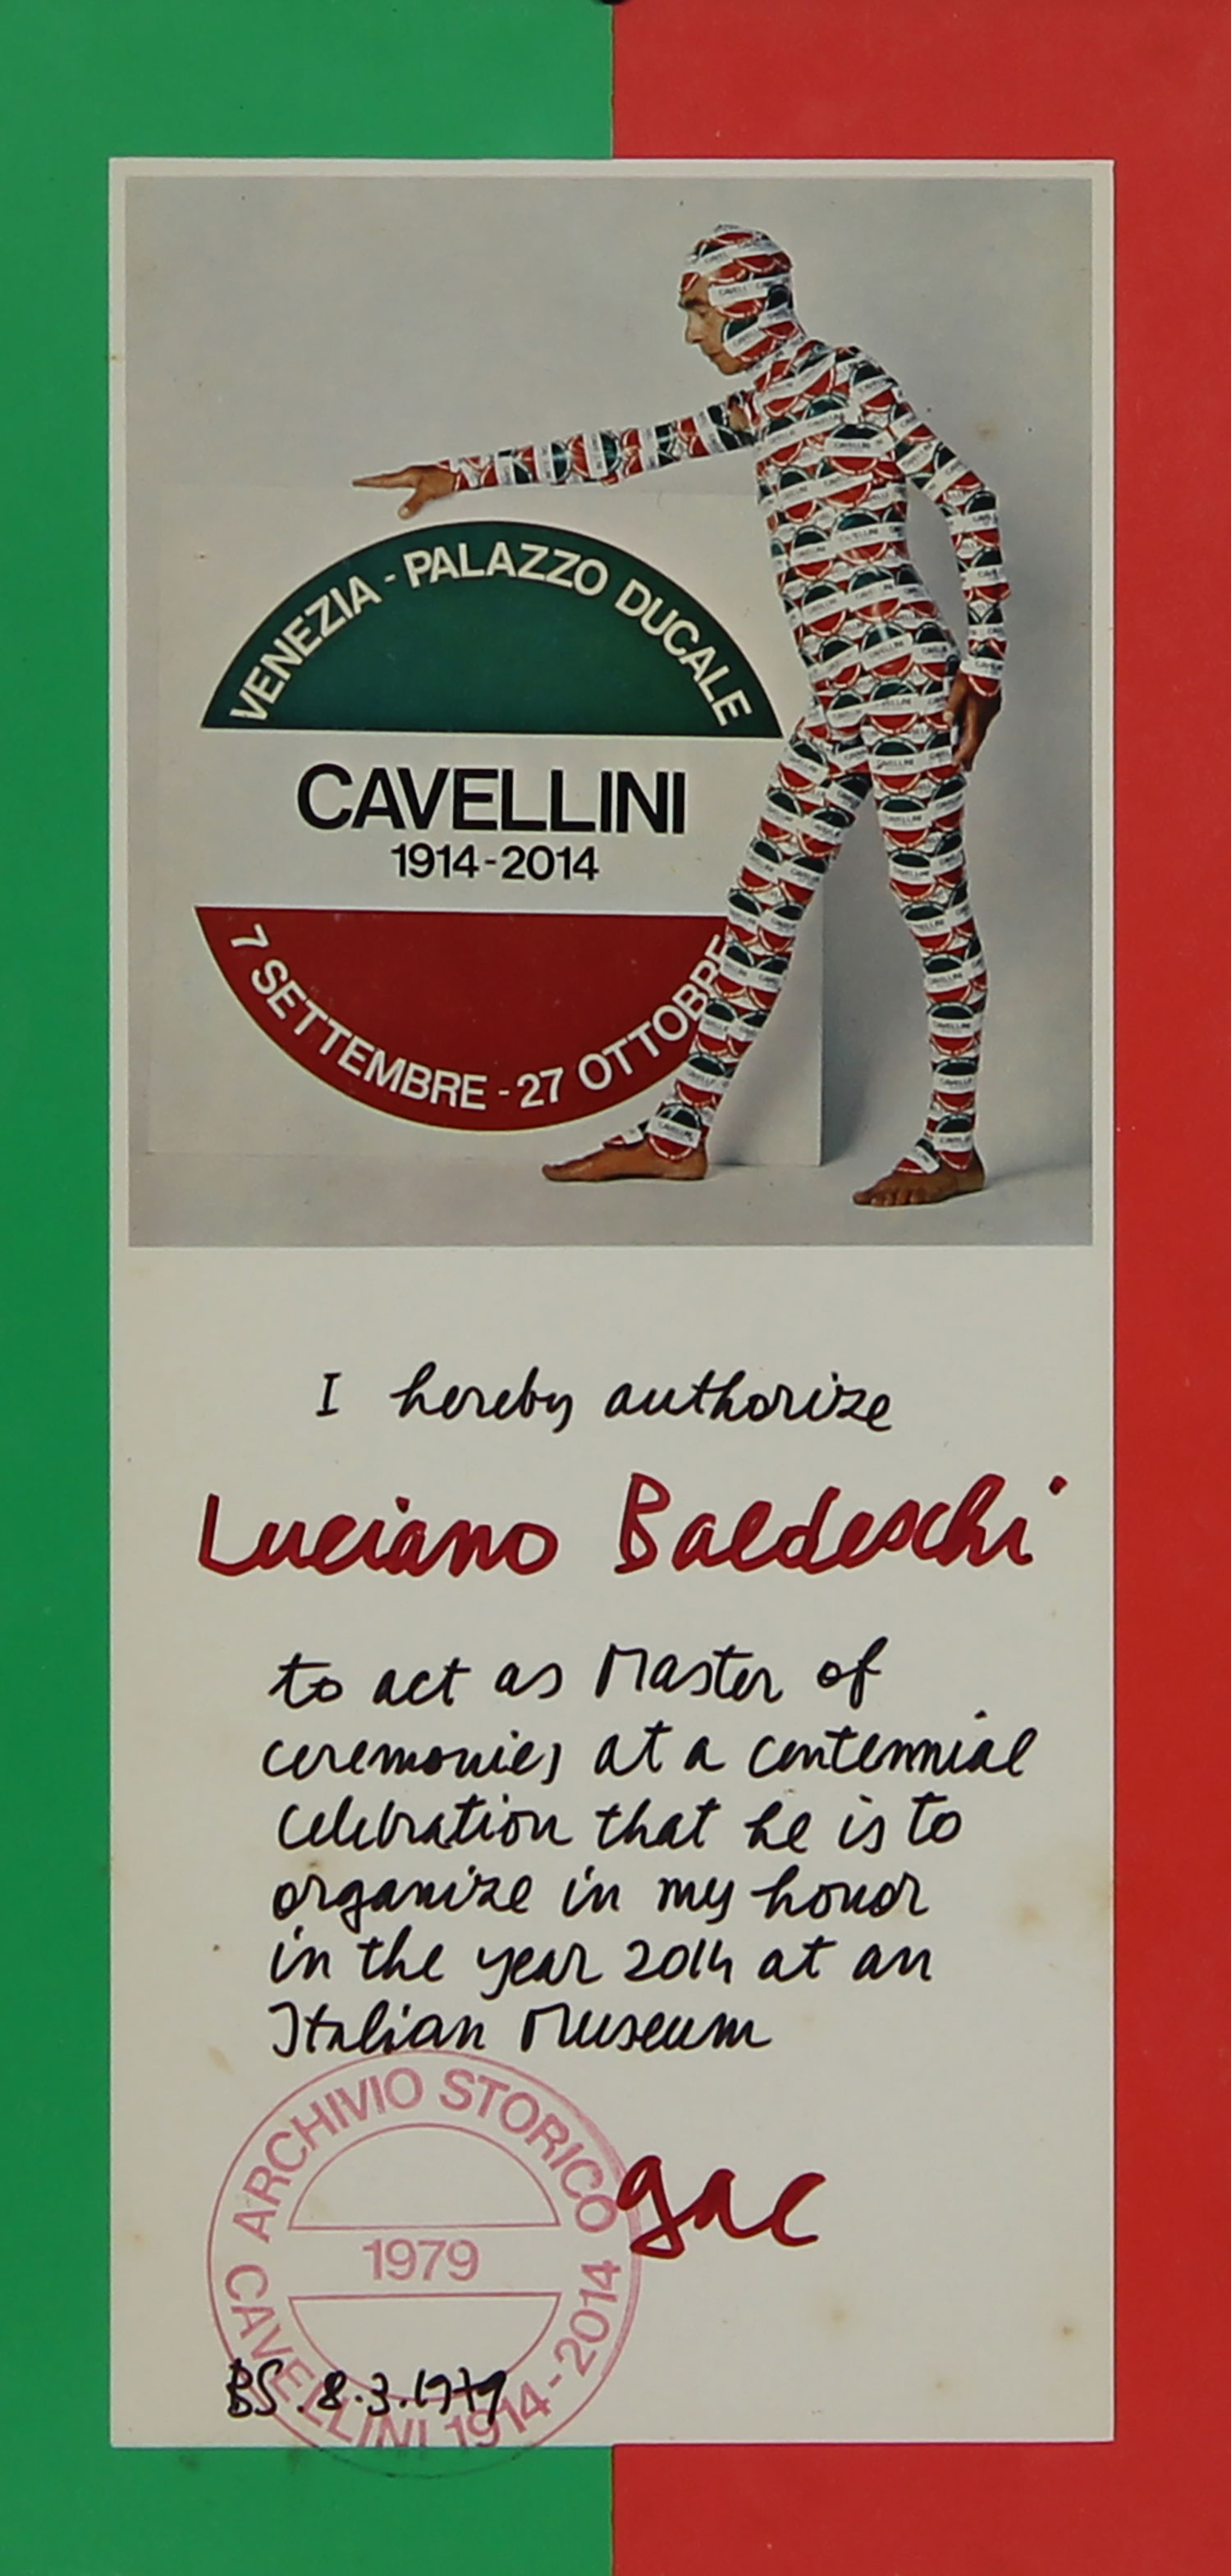 VENEZIA - PALAZZO DUCALE
CAVELLINI
1914-2014
7 SETTEMBRE - 27 OTTOBRE
I hereby authorize
Luciano Baldeschi
to act as Master of
ceremonies at a centennial
celebration that he is to
organize in my honor
in the year 2014 at an
Italian Museum
gac
ARCHIVIO STORICO
1979
CAVELLINI 1914-2014
BS. 8.3.1979